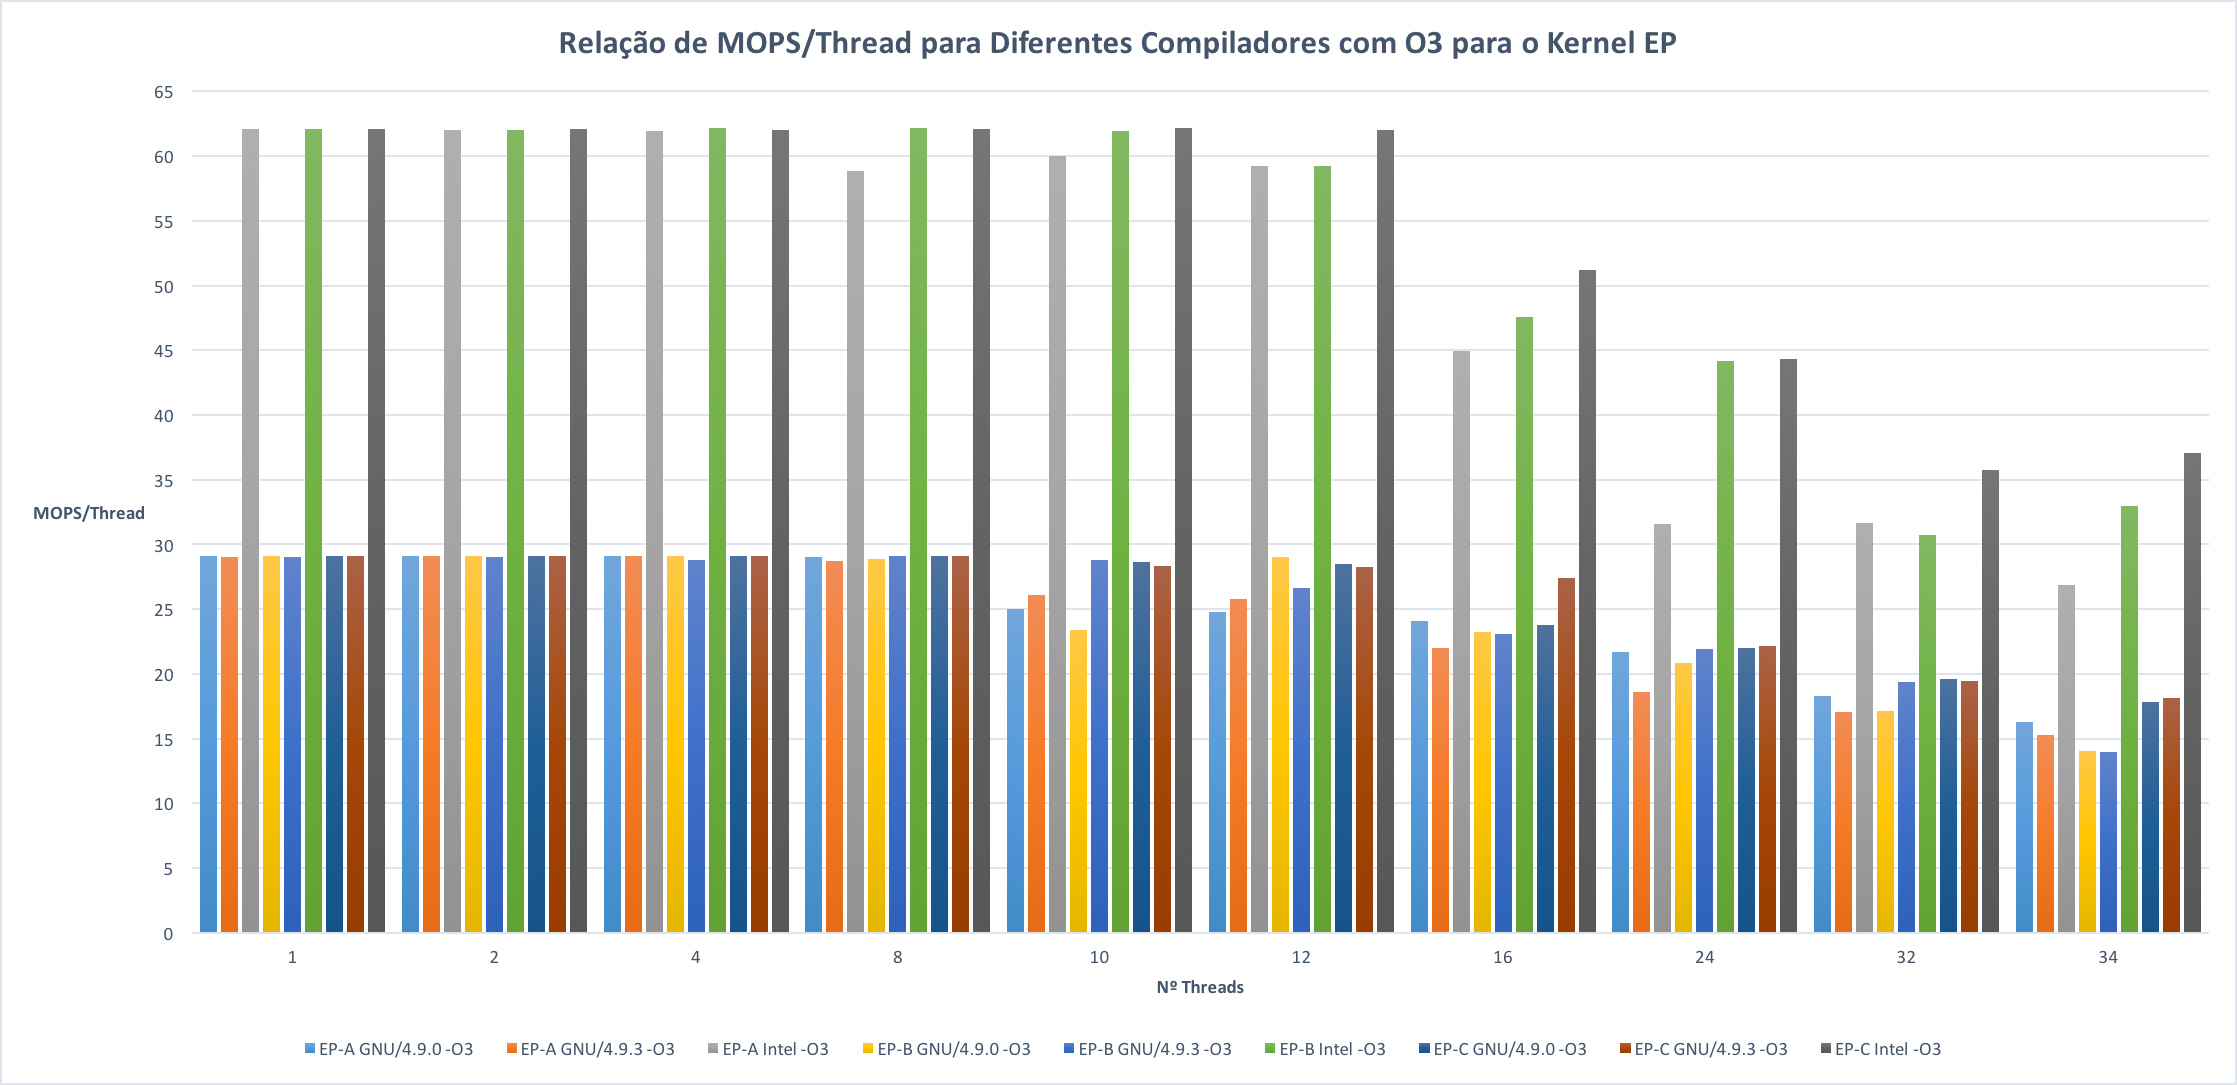 Relação de MOPS/Thread para Diferentes Compiladores com O3 para o Kernel EP
65
60
55
50
45
40
35
MOPS/Thread
30
25
20
15
10
5
0
1 2 4 8 10 12 16 24 32 34
Nº Threads
EP-A GNU/4.9.0 -O3 EP-A GNU/4.9.3 -O3 EP-A Intel -O3 EP-B GNU/4.9.0 -O3 EP-B GNU/4.9.3 -O3 EP-B Intel -O3 EP-C GNU/4.9.0 -O3 EP-C GNU/4.9.3 -O3 EP-C Intel -O3